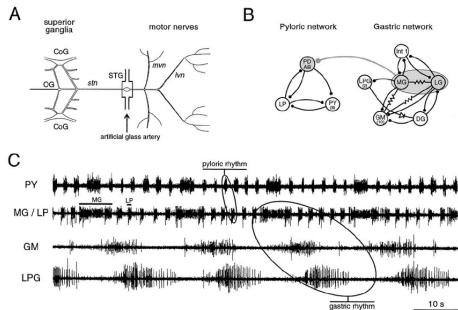 A
superior
ganglia
motor nerves
CoG
OG
stn
STG
mvn
lvn
CoG
artificial glass artery
B
Pyloric network
Gastric network
PD
AB
LP
PY
Int 1
LPG
MG
LG
GM
DG
C
pyloric rhythm
PY
MG
LP
MG / LP
GM
LPG
gastric rhythm
10 s